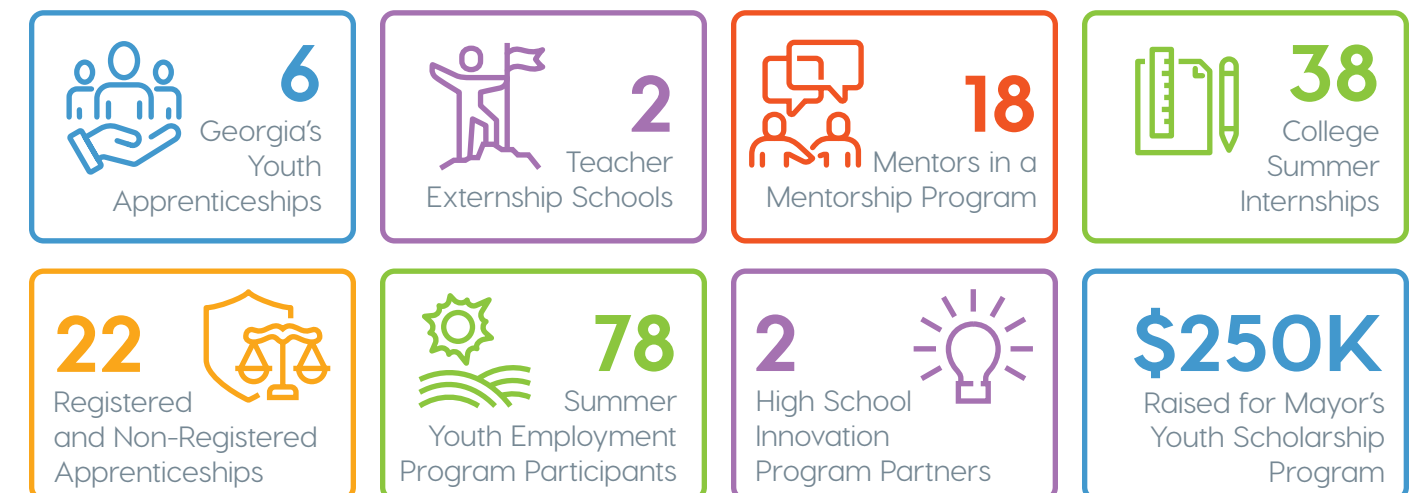 6
Georgia's
Youth
Apprenticeships
2
Teacher
Externship Schools
18
Mentors in a
Mentorship Program
38
College
Summer
Internships
22
Registered
and Non-Registered
Apprenticeships
78
Summer
Youth Employment
Program Participants
2
High School
Innovation
Program Partners
$250K
Raised for Mayor's
Youth Scholarship
Program